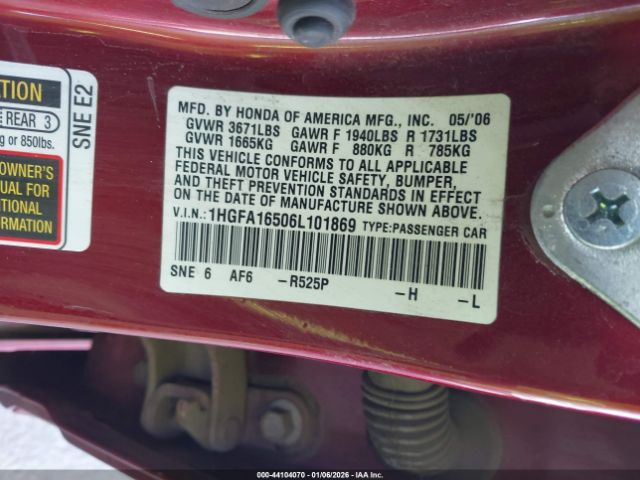 TION
REAR 3
g or 850lbs.
OWNER'S
UAL FOR
ITIONAL
ORMATION
SNE E2
MFD. BY HONDA OF AMERICA MFG., INC. 05/'06
GVWR 3671LBS GAWR F 1940LBS R 1731LBS
GVWR 1665KG GAWR F 880KG R 785KG
THIS VEHICLE CONFORMS TO ALL APPLICABLE
FEDERAL MOTOR VEHICLE SAFETY, BUMPER,
AND THEFT PREVENTION STANDARDS IN EFFECT
ON THE DATE OF MANUFACTURE SHOWN ABOVE.
V.I.N.: 1HGFA16506L101869 TYPE:PASSENGER CAR
SNE 6 AF6 -R525P -H -L
000-44104070 - 01/06/2026 - IAA Inc.